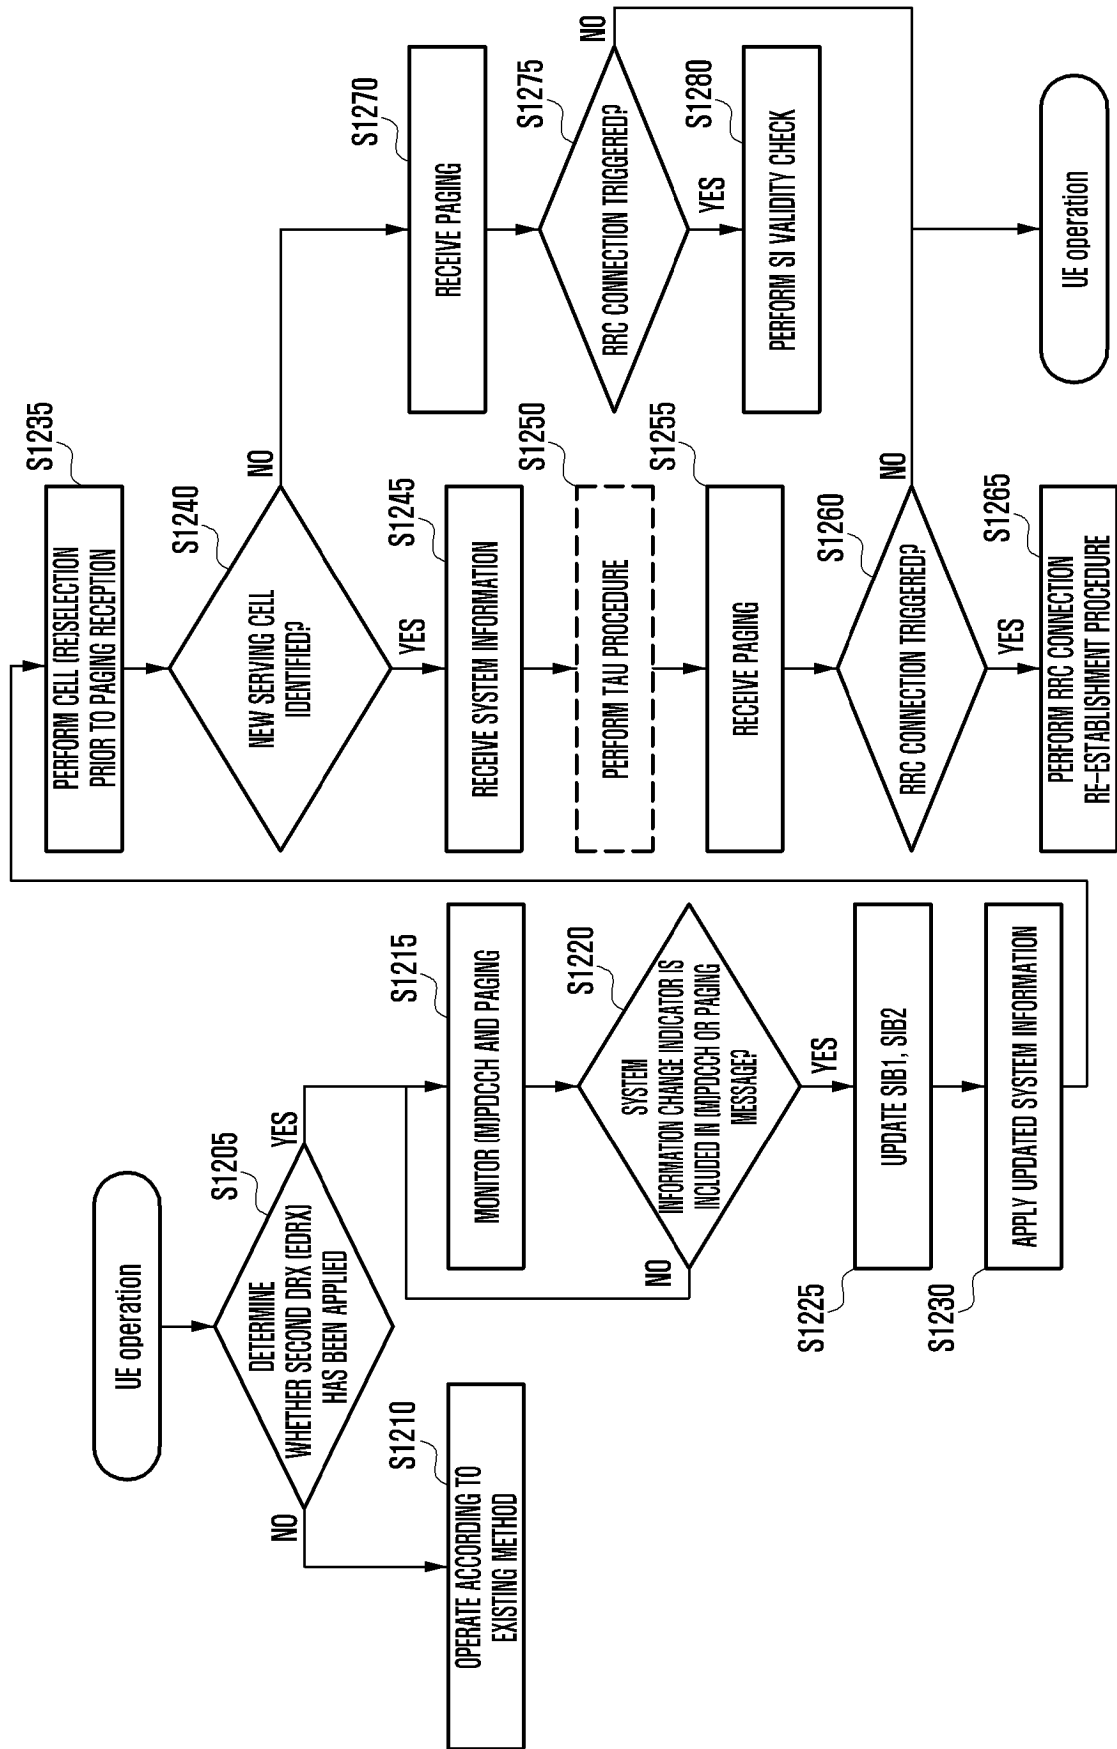 UE operation
S1205
DETERMINE
WHETHER SECOND DRX (EDRX)
HAS BEEN APPLIED
NO
YES
S1210
OPERATE ACCORDING TO
EXISTING METHOD
S1215
MONITOR (M)PDCCH AND PAGING
S1220
SYSTEM
INFORMATION CHANGE INDICATOR IS
INCLUDED IN (M)PDCCH OR PAGING
MESSAGE?
NO
YES
S1225
UPDATE SIB1, SIB2
S1230
APPLY UPDATED SYSTEM INFORMATION
S1235
PERFORM CELL (RE)SELECTION
PRIOR TO PAGING RECEPTION
S1240
NEW SERVING CELL
IDENTIFIED?
NO
YES
S1245
RECEIVE SYSTEM INFORMATION
S1250
PERFORM TAU PROCEDURE
S1255
RECEIVE PAGING
S1260
RRC CONNECTION TRIGGERED?
NO
YES
S1265
PERFORM RRC CONNECTION
RE-ESTABLISHMENT PROCEDURE
S1270
RECEIVE PAGING
S1275
RRC CONNECTION TRIGGERED?
NO
YES
S1280
PERFORM SI VALIDITY CHECK
UE operation